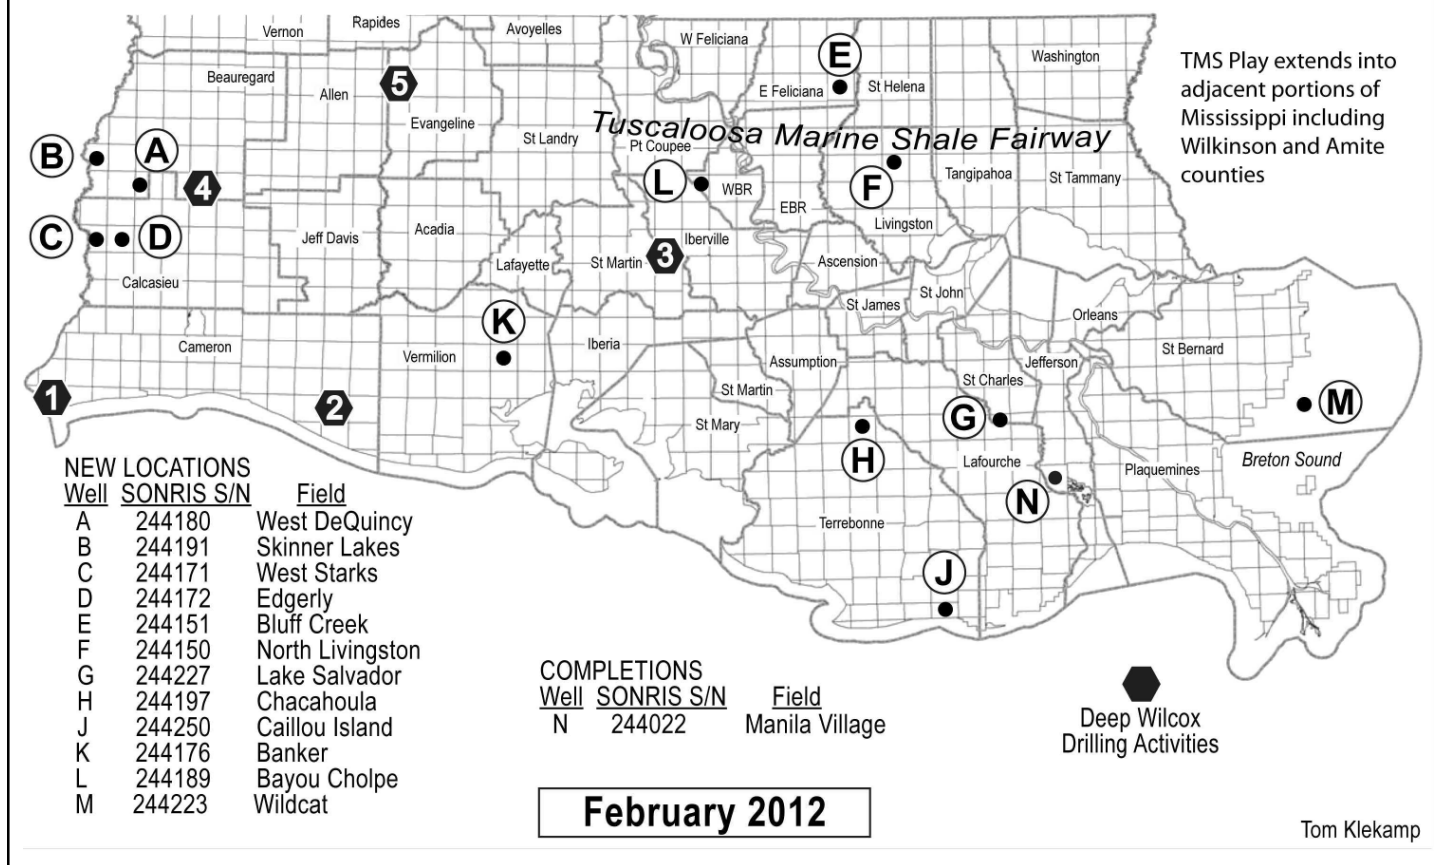 Vernon
Rapides
Avoyelles
W Feliciana
E
Washington
TMS Play extends into
adjacent portions of
Mississippi including
Wilkinson and Amite
counties
Beauregard
5
Allen
E Feliciana
St Helena
Evangeline
Tuscaloosa Marine Shale Fairway
St Landry
Pt Coupee
B
A
4
L
WBR
F
Tangipahoa
St Tammany
EBR
C
D
Jeff Davis
Acadia
Livingston
Iberville
Lafayette
St Martin
3
Ascension
Calcasieu
St James
St John
Orleans
K
Cameron
Vermilion
Iberia
Assumption
Jefferson
St Bernard
St Charles
1
2
St Martin
St Mary
G
M
H
Lafourche
Plaquemines
Breton Sound
N
Terrebonne
J
NEW LOCATIONS
Well SONRIS S/N Field
A 244180 West DeQuincy
B 244191 Skinner Lakes
C 244171 West Starks
D 244172 Edgerly
E 244151 Bluff Creek
F 244150 North Livingston
G 244227 Lake Salvador
H 244197 Chacahoula
J 244250 Caillou Island
K 244176 Banker
L 244189 Bayou Cholpe
M 244223 Wildcat
COMPLETIONS
Well SONRIS S/N Field
N 244022 Manila Village
Deep Wilcox
Drilling Activities
February 2012
Tom Klekamp